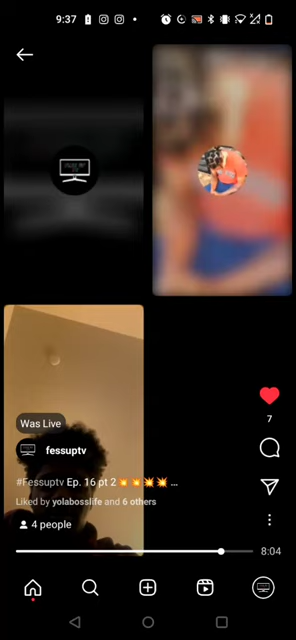 9:37
Was Live
fessuptv
#Fessuptv Ep. 16 pt 2💥💥💥💥 ...
Liked by yolabosslife and 6 others
4 people
7
8:04